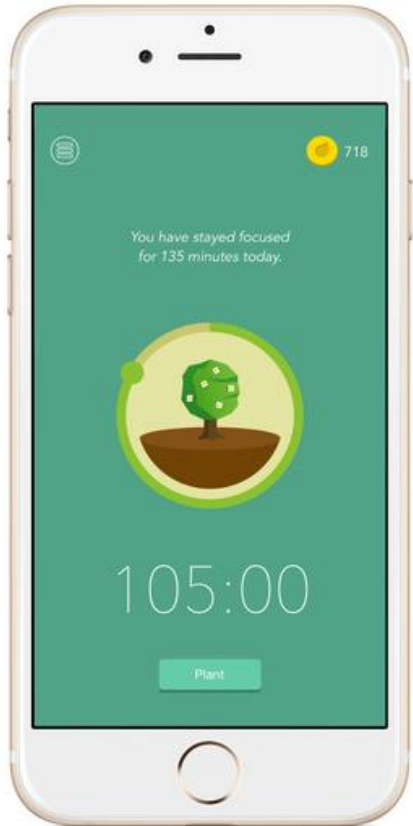 718
You have stayed focused
for 135 minutes today.
105:00
Plant